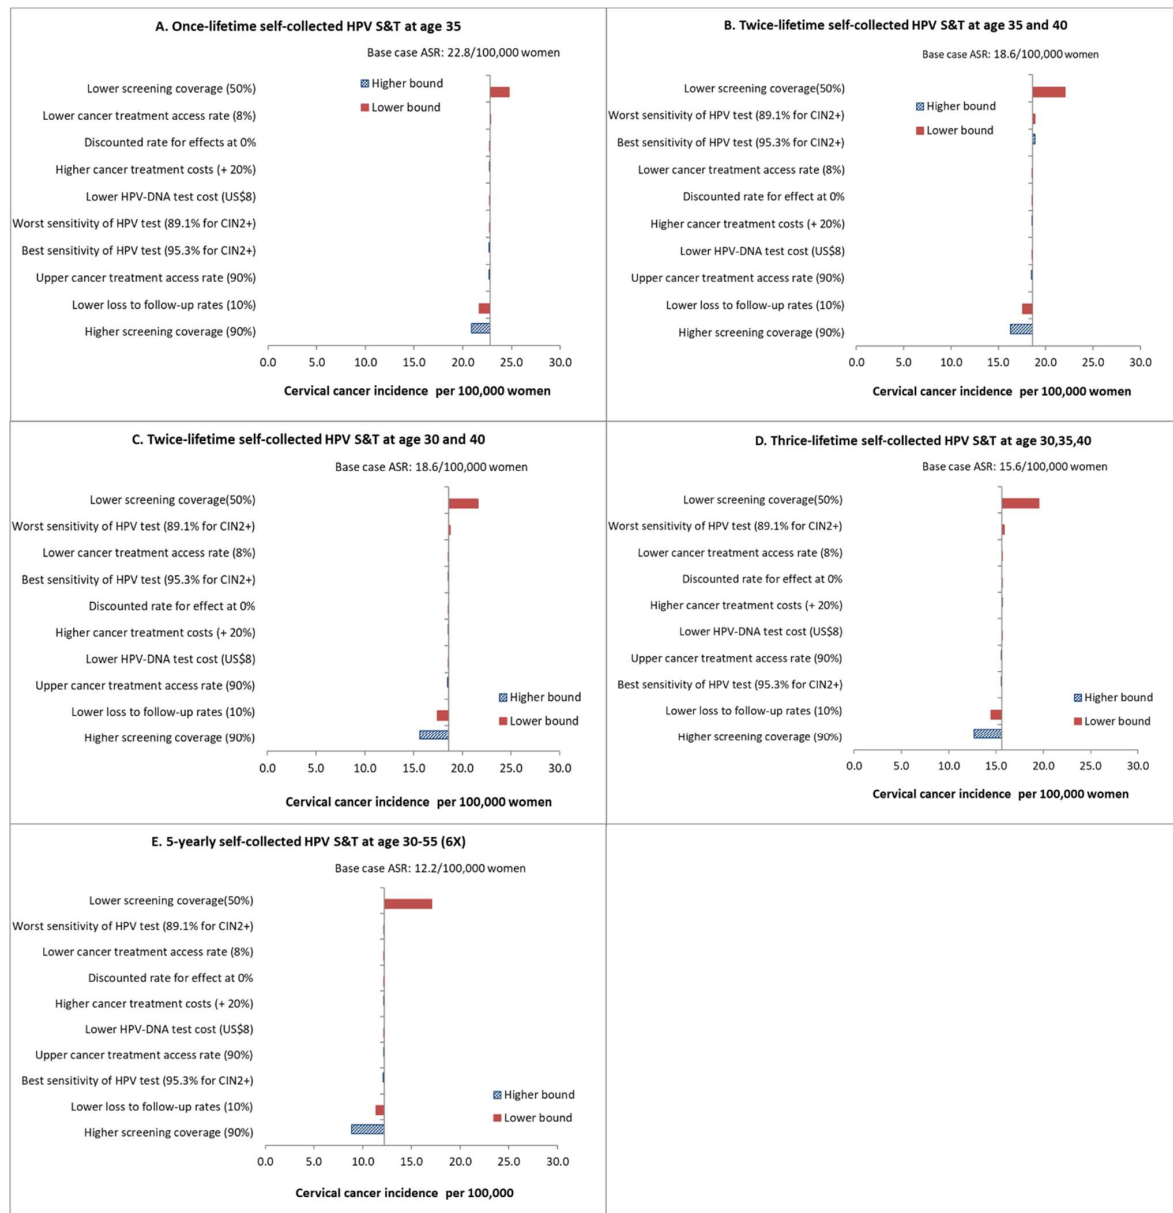 A. Once-lifetime self-collected HPV S&T at age 35
Base case ASR: 22.8/100,000 women
Higher bound
Lower bound
Lower screening coverage(50%)
Lower cancer treatment access rate (8%)
Discounted rate for effects at 0%
Higher cancer treatment costs (+ 20%)
Lower HPV-DNA test cost (US$8)
Worst sensitivity of HPV test (89.1% for CIN2+)
Best sensitivity of HPV test (95.3% for CIN2+)
Upper cancer treatment access rate (90%)
Lower loss to follow-up rates (10%)
Higher screening coverage (90%)
0.0 5.0 10.0 15.0 20.0 25.0 30.0
Cervical cancer incidence per 100,000 women
B. Twice-lifetime self-collected HPV S&T at age 35 and 40
Base case ASR: 18.6/100,000 women
Higher bound
Lower bound
Lower screening coverage(50%)
Worst sensitivity of HPV test (89.1% for CIN2+)
Best sensitivity of HPV test (95.3% for CIN2+)
Lower cancer treatment access rate (8%)
Discounted rate for effect at 0%
Higher cancer treatment costs (+ 20%)
Lower HPV-DNA test cost (US$8)
Upper cancer treatment access rate (90%)
Lower loss to follow-up rates (10%)
Higher screening coverage (90%)
0.0 5.0 10.0 15.0 20.0 25.0 30.0
Cervical cancer incidence per 100,000 women
C. Twice-lifetime self-collected HPV S&T at age 30 and 40
Base case ASR: 18.6/100,000 women
Lower screening coverage(50%)
Worst sensitivity of HPV test (89.1% for CIN2+)
Lower cancer treatment access rate (8%)
Best sensitivity of HPV test (95.3% for CIN2+)
Discounted rate for effect at 0%
Higher cancer treatment costs (+ 20%)
Lower HPV-DNA test cost (US$8)
Upper cancer treatment access rate (90%)
Lower loss to follow-up rates (10%)
Higher screening coverage (90%)
Higher bound
Lower bound
0.0 5.0 10.0 15.0 20.0 25.0 30.0
Cervical cancer incidence per 100,000 women
D. Thrice-lifetime self-collected HPV S&T at age 30,35,40
Base case ASR: 15.6/100,000 women
Lower screening coverage(50%)
Worst sensitivity of HPV test (89.1% for CIN2+)
Lower cancer treatment access rate (8%)
Discounted rate for effect at 0%
Higher cancer treatment costs (+ 20%)
Lower HPV-DNA test cost (US$8)
Upper cancer treatment access rate (90%)
Best sensitivity of HPV test (95.3% for CIN2+)
Lower loss to follow-up rates (10%)
Higher screening coverage (90%)
Higher bound
Lower bound
0.0 5.0 10.0 15.0 20.0 25.0 30.0
Cervical cancer incidence per 100,000 women
E. 5-yearly self-collected HPV S&T at age 30-55 (6X)
Base case ASR: 12.2/100,000 women
Lower screening coverage(50%)
Worst sensitivity of HPV test (89.1% for CIN2+)
Lower cancer treatment access rate (8%)
Discounted rate for effect at 0%
Higher cancer treatment costs (+ 20%)
Lower HPV-DNA test cost (US$8)
Upper cancer treatment access rate (90%)
Best sensitivity of HPV test (95.3% for CIN2+)
Lower loss to follow-up rates (10%)
Higher screening coverage (90%)
Higher bound
Lower bound
0.0 5.0 10.0 15.0 20.0 25.0 30.0
Cervical cancer incidence per 100,000